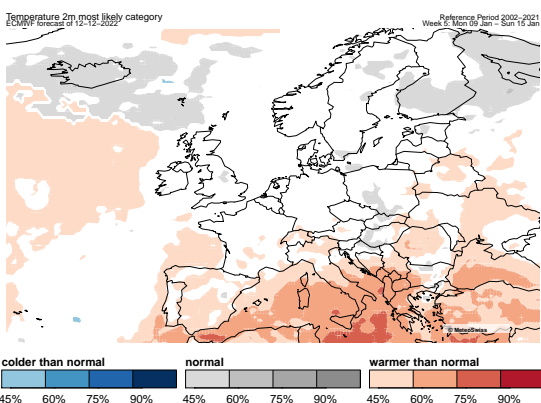 Temperature 2m most likely category
ECMWF forecast of 12-12-2022
Reference Period 2002-2021
Week 5: Mon 09 Jan - Sun 15 Jan
© MeteoSwiss
colder than normal normal warmer than normal
45% 60% 75% 90% 45% 60% 75% 90% 45% 60% 75% 90%